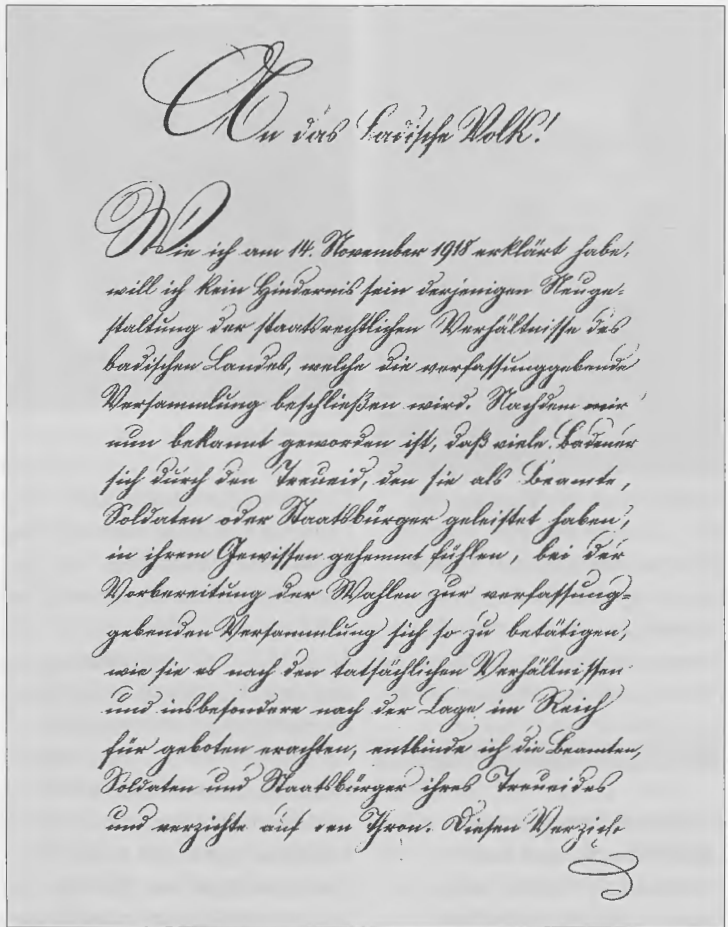 An das badische Volk!
Wie ich am 14. November 1918 erklärt habe,
will ich kein Hindernis sein derjenigen Neuge-
staltung der staatsrechtlichen Verhältnisse des
badischen Landes, welche die verfassunggebende
Versammlung beschließen wird. Nachdem mir
nun bekannt geworden ist, daß viele Badener
sich durch den Treueid, den sie als Beamte,
Soldaten oder Staatsbürger geleistet haben,
in ihrem Gewissen gehemmt fühlen, bei der
Vorbereitung der Wahlen zur verfassung-
gebenden Versammlung sich so zu betätigen,
wie sie es nach den tatsächlichen Verhältnissen
und insbesondere nach der Lage im Reich
für geboten erachten, entbinde ich die Beamten,
Soldaten und Staatsbürger ihres Treueides
und verzichte auf den Thron. Diesen Verzicht